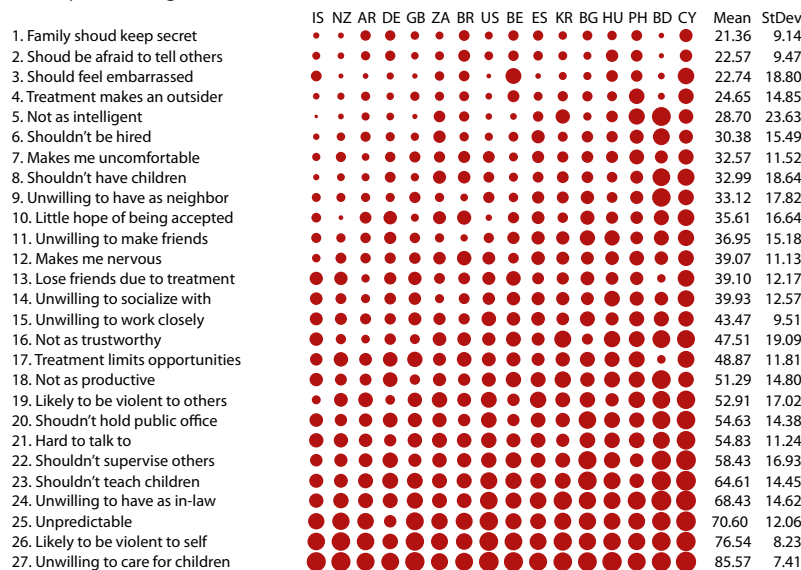 IS NZ AR DE GB ZA BR US BE ES KR BG HU PH BD CY Mean StDev
1. Family shoud keep secret 21.36 9.14
2. Shoud be afraid to tell others 22.57 9.47
3. Should feel embarrassed 22.74 18.80
4. Treatment makes an outsider 24.65 14.85
5. Not as intelligent 28.70 23.63
6. Shouldn't be hired 30.38 15.49
7. Makes me uncomfortable 32.57 11.52
8. Shouldn't have children 32.99 18.64
9. Unwilling to have as neighbor 33.12 17.82
10. Little hope of being accepted 35.61 16.64
11. Unwilling to make friends 36.95 15.18
12. Makes me nervous 39.07 11.13
13. Lose friends due to treatment 39.10 12.17
14. Unwilling to socialize with 39.93 12.57
15. Unwilling to work closely 43.47 9.51
16. Not as trustworthy 47.51 19.09
17. Treatment limits opportunities 48.87 11.81
18. Not as productive 51.29 14.80
19. Likely to be violent to others 52.91 17.02
20. Shoudn't hold public office 54.63 14.38
21. Hard to talk to 54.83 11.24
22. Shouldn't supervise others 58.43 16.93
23. Shouldn't teach children 64.61 14.45
24. Unwilling to have as in-law 68.43 14.62
25. Unpredictable 70.60 12.06
26. Likely to be violent to self 76.54 8.23
27. Unwilling to care for children 85.57 7.41